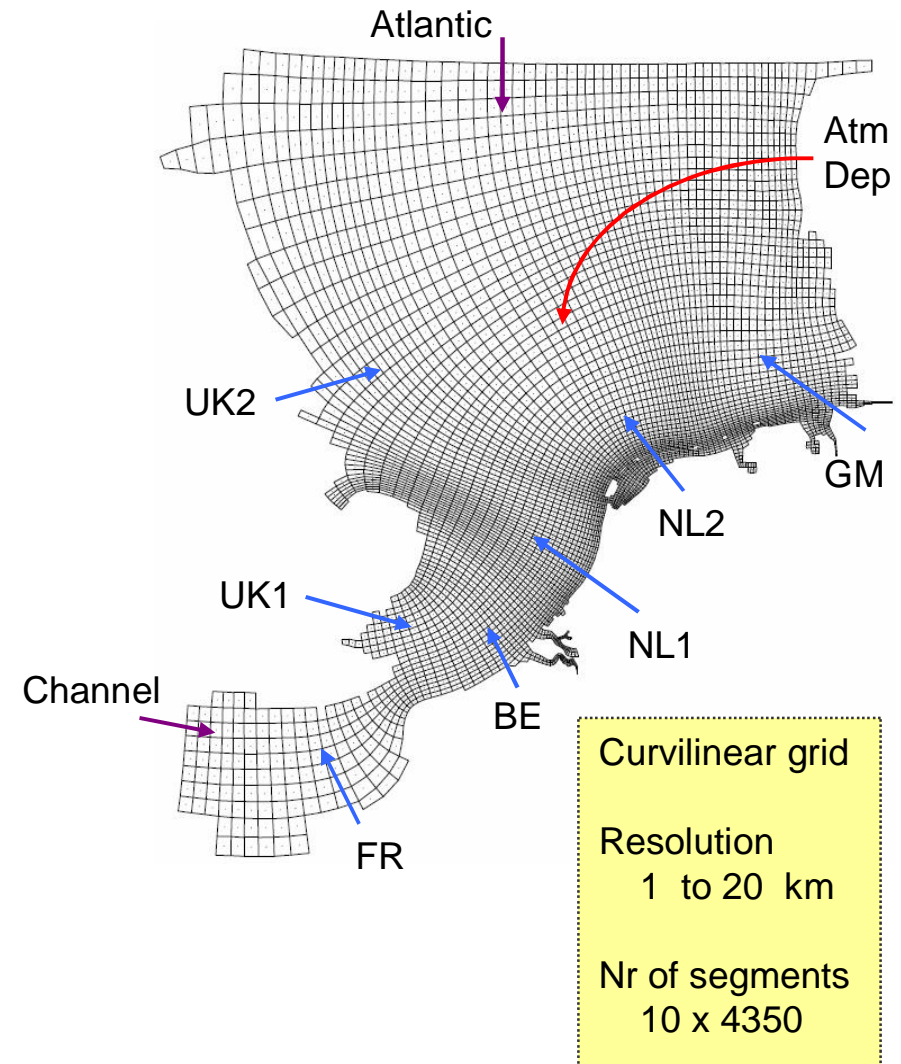 Atlantic
Atm
Dep
UK2
GM
NL2
UK1
NL1
Channel
BE
FR
Curvilinear grid
Resolution
1 to 20 km
Nr of segments
10 x 4350